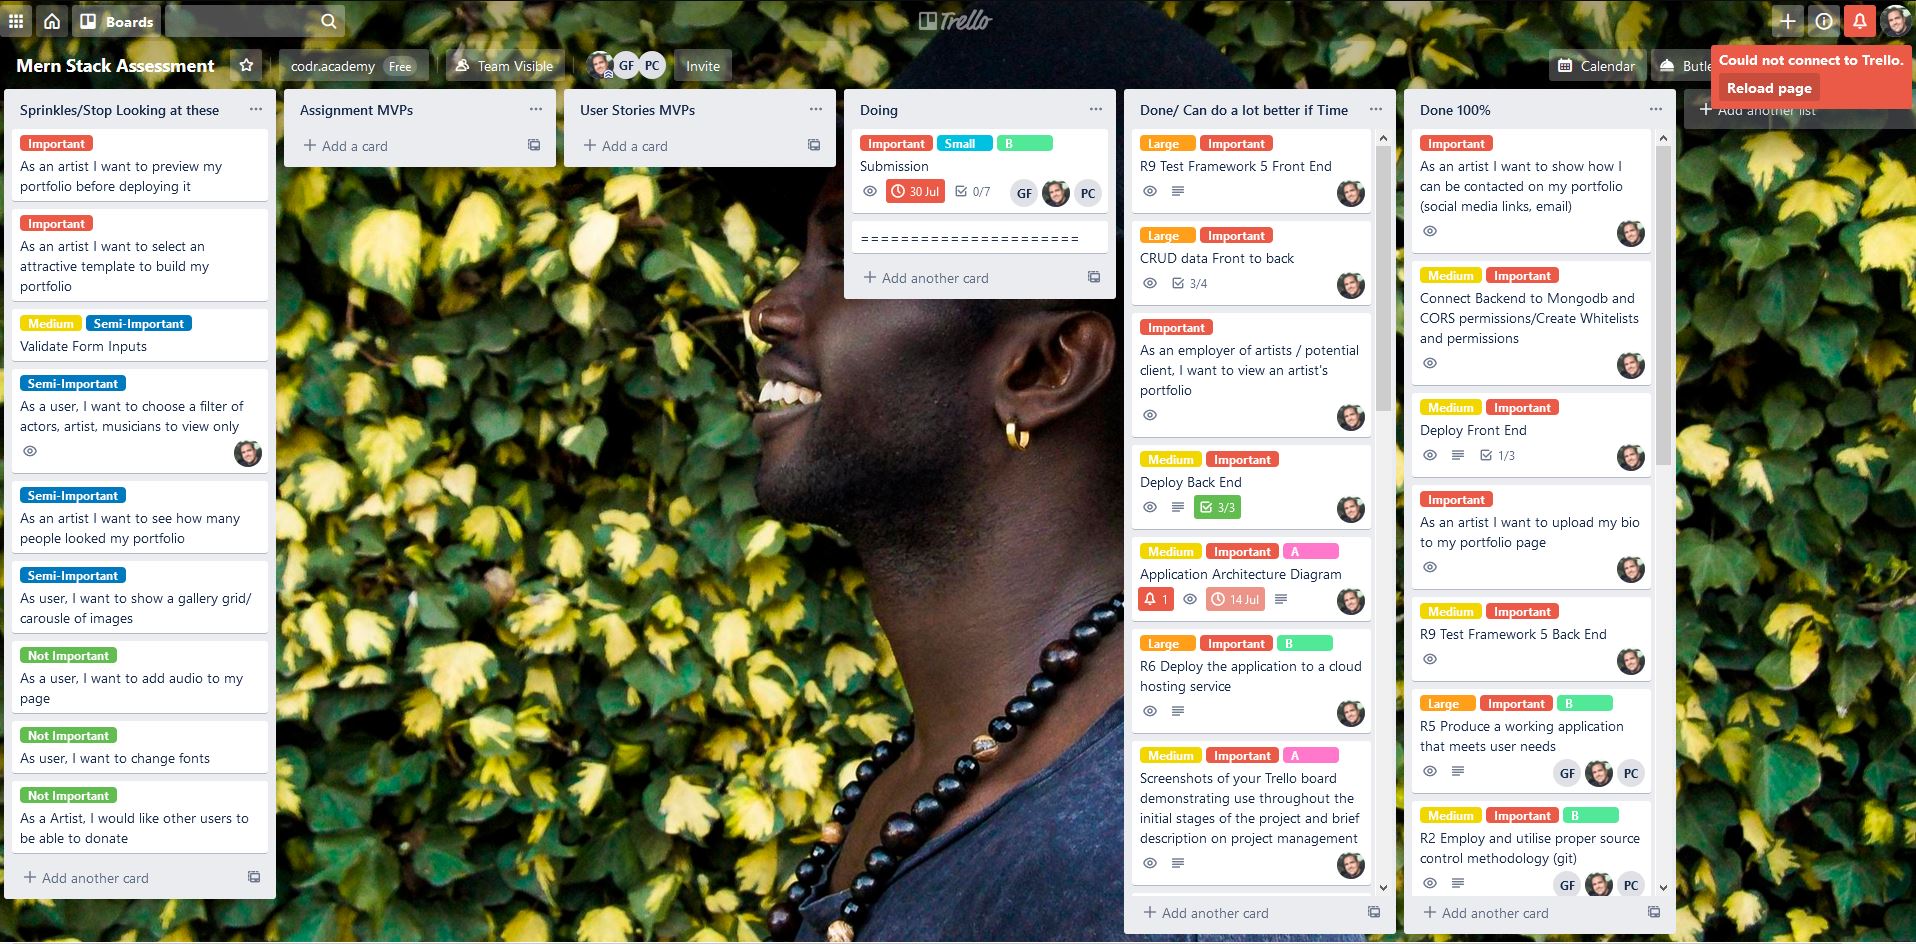 Boards
Trello
Mern Stack Assessment
codr.academy Free
Team Visible
GF PC
Invite
Calendar
Could not connect to Trello.
Reload page
Sprinkles/Stop Looking at these
Important
As an artist I want to preview my
portfolio before deploying it
Important
As an artist I want to select an
attractive template to build my
portfolio
Medium Semi-Important
Validate Form Inputs
Semi-Important
As a user, I want to choose a filter of
actors, artist, musicians to view only
Semi-Important
As an artist I want to see how many
people looked my portfolio
Semi-Important
As user, I want to show a gallery grid/
carousle of images
Not Important
As a user, I want to add audio to my
page
Not Important
As user, I want to change fonts
Not Important
As a Artist, I would like other users to
be able to donate
+ Add another card
Assignment MVPs
+ Add a card
User Stories MVPs
+ Add a card
Doing
Important Small B
Submission
30 Jul 0/7 GF PC
======================
+ Add another card
Done/ Can do a lot better if Time
Large Important
R9 Test Framework 5 Front End
Large Important
CRUD data Front to back
3/4
Important
As an employer of artists / potential
client, I want to view an artist's
portfolio
Medium Important
Deploy Back End
3/3
Medium Important A
Application Architecture Diagram
1 14 Jul
Large Important B
R6 Deploy the application to a cloud
hosting service
Medium Important A
Screenshots of your Trello board
demonstrating use throughout the
initial stages of the project and brief
description on project management
+ Add another card
Done 100%
Important
As an artist I want to show how I
can be contacted on my portfolio
(social media links, email)
Medium Important
Connect Backend to Mongodb and
CORS permissions/Create Whitelists
and permissions
Medium Important
Deploy Front End
1/3
Important
As an artist I want to upload my bio
to my portfolio page
Medium Important
R9 Test Framework 5 Back End
Large Important B
R5 Produce a working application
that meets user needs
GF PC
Medium Important B
R2 Employ and utilise proper source
control methodology (git)
GF PC
+ Add another card
+ Add another list